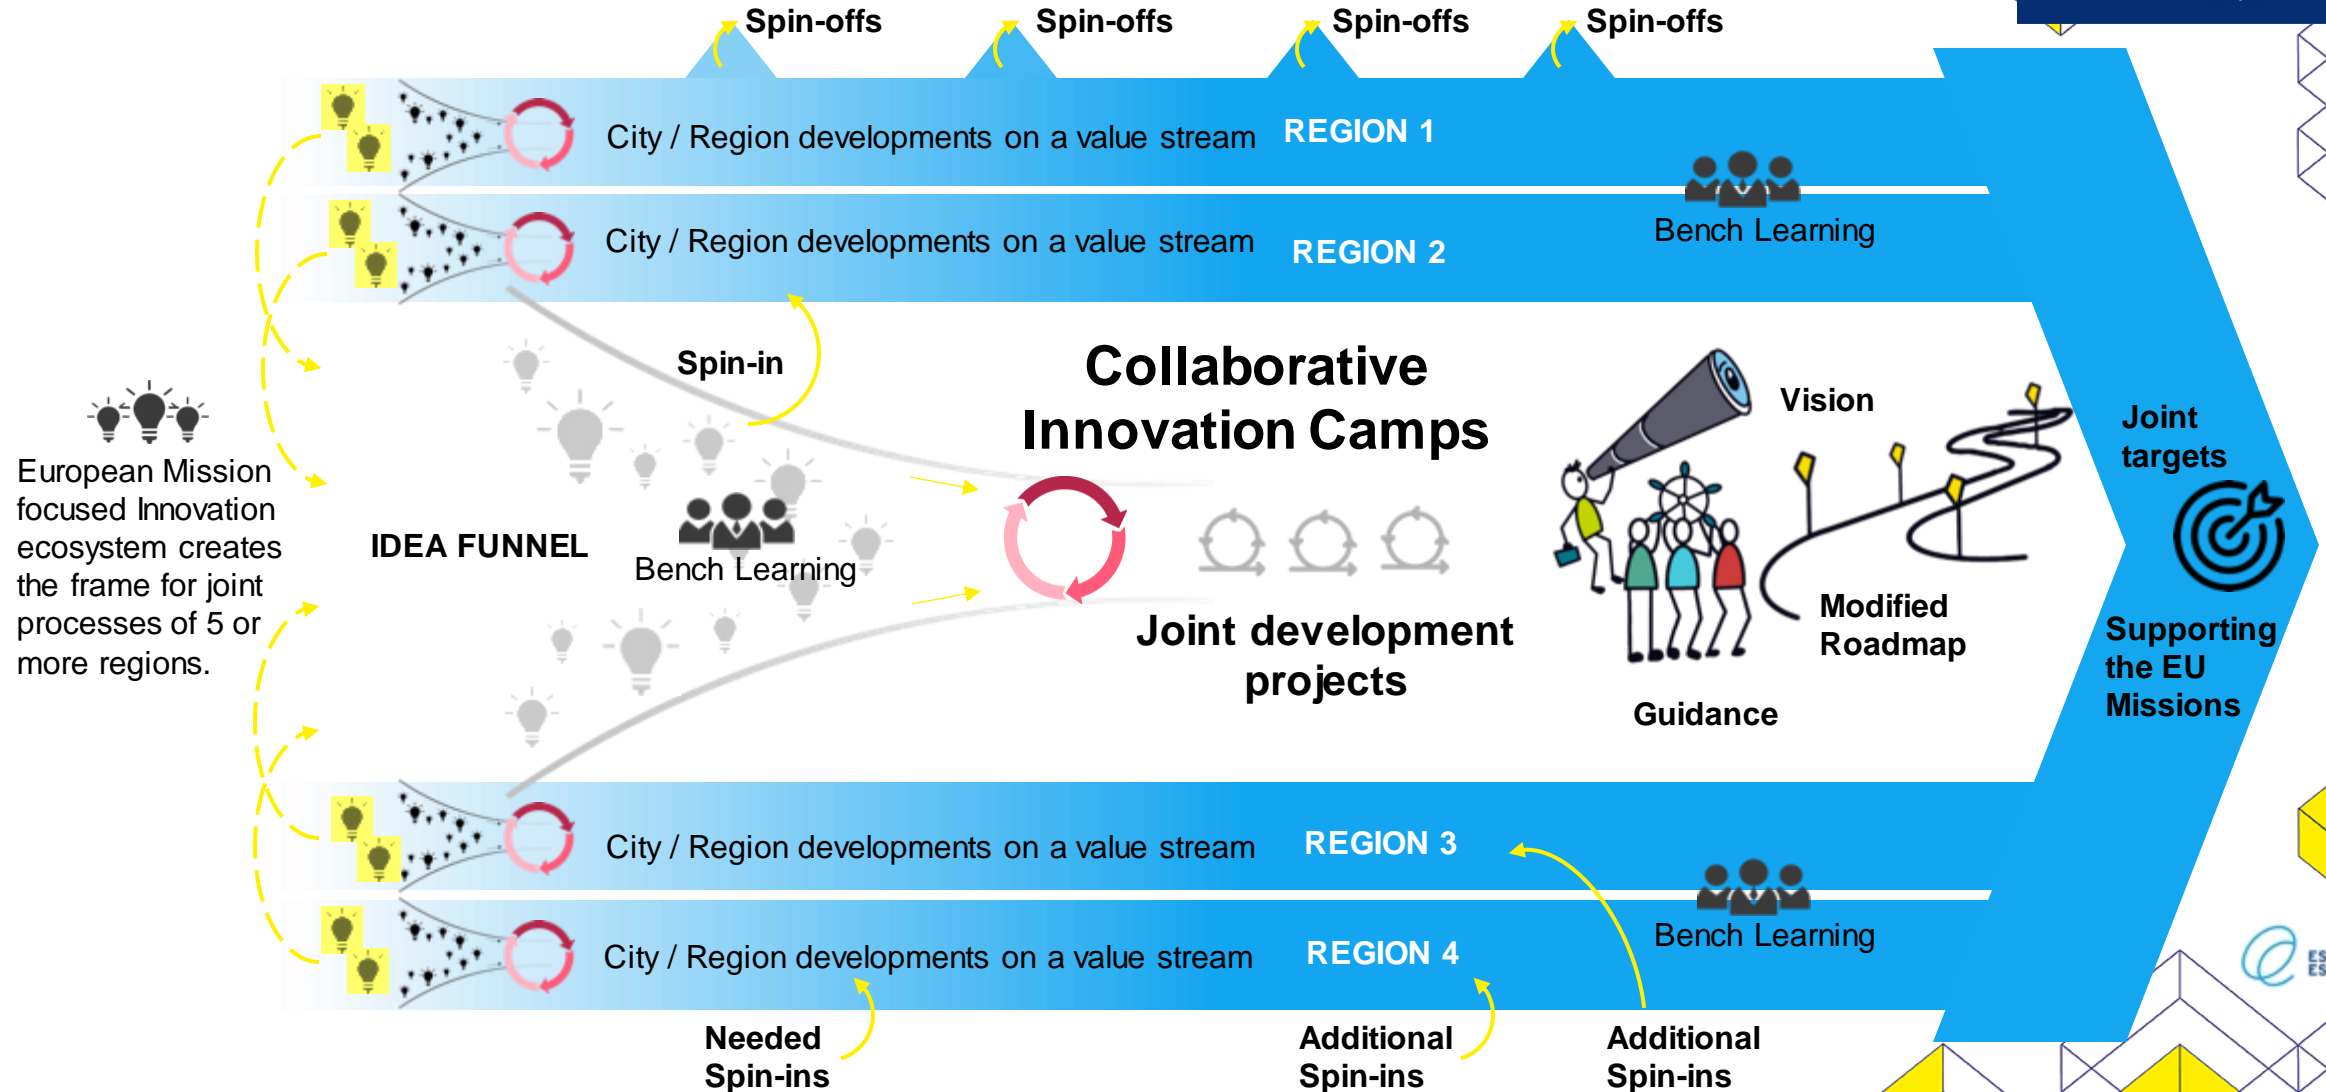 Spin-offs
Spin-offs
Spin-offs
Spin-offs
City / Region developments on a value stream
REGION 1
City / Region developments on a value stream
REGION 2
Bench Learning
Spin-in
Collaborative
Innovation Camps
Vision
Joint
targets
European Mission
focused Innovation
ecosystem creates
the frame for joint
processes of 5 or
more regions.
IDEA FUNNEL
Bench Learning
Joint development
projects
Modified
Roadmap
Guidance
Supporting
the EU
Missions
City / Region developments on a value stream
REGION 3
Bench Learning
City / Region developments on a value stream
REGION 4
Needed
Spin-ins
Additional
Spin-ins
Additional
Spin-ins
ES
ES